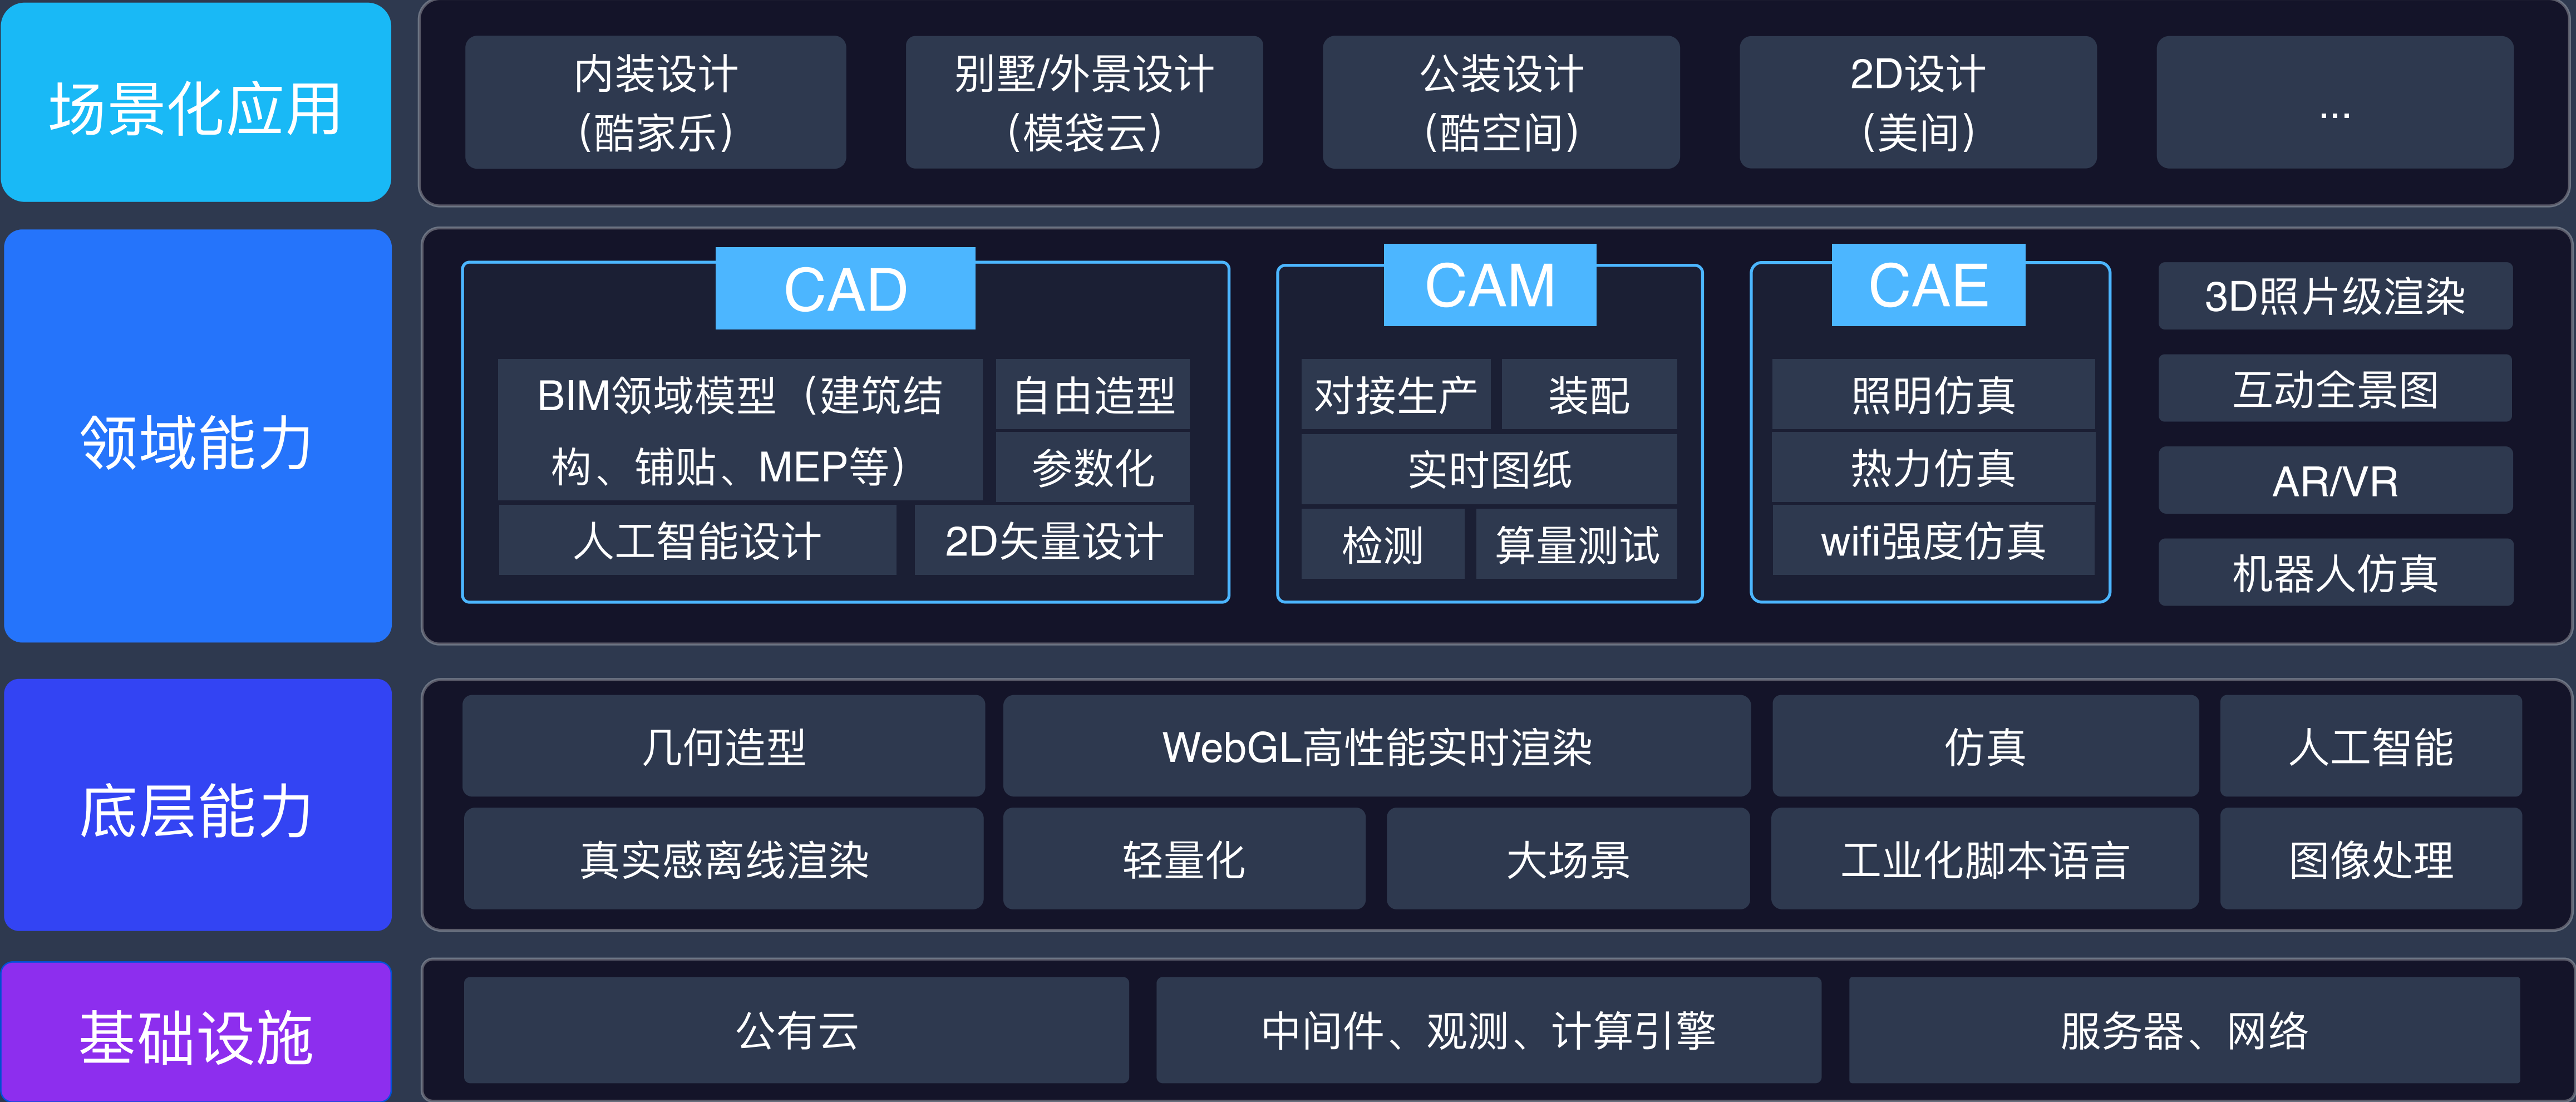 场景化应用
内装设计
（酷家乐）
别墅/外景设计
（模袋云）
公装设计
（酷空间）
2D设计
（美间）
...
领域能力
CAD
BIM领域模型（建筑结
构、铺贴、MEP等）
自由造型
参数化
人工智能设计
2D矢量设计
CAM
对接生产
装配
实时图纸
检测
算量测试
CAE
照明仿真
热力仿真
wifi强度仿真
3D照片级渲染
互动全景图
AR/VR
机器人仿真
底层能力
几何造型
WebGL高性能实时渲染
仿真
人工智能
真实感离线渲染
轻量化
大场景
工业化脚本语言
图像处理
基础设施
公有云
中间件、观测、计算引擎
服务器、网络